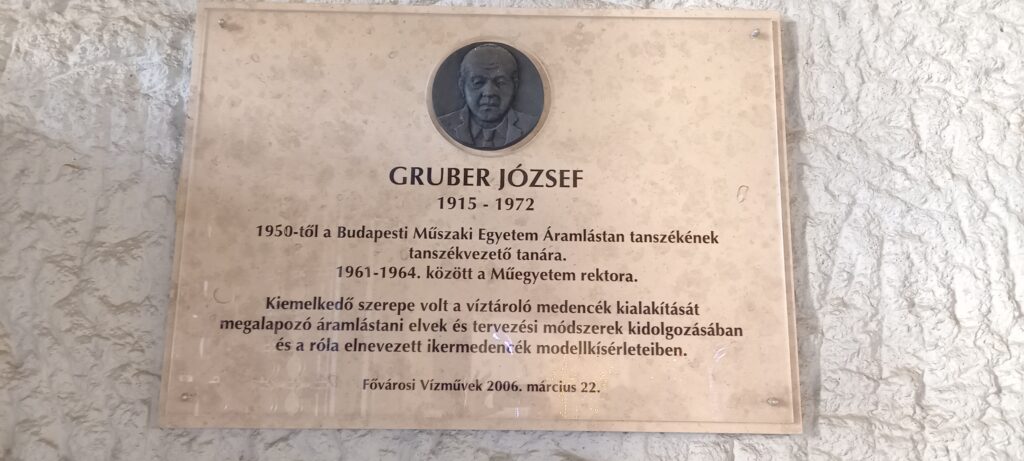 GRUBER JÓZSEF
1915 - 1972
1950-től a Budapesti Műszaki Egyetem Áramlástan tanszékének
tanszékvezető tanára.
1961-1964. között a Műegyetem rektora.
Kiemelkedő szerepe volt a víztároló medencék kialakítását
megalapozó áramlástani elvek és tervezési módszerek kidolgozásában
és a róla elnevezett ikermedencék modellkísérleteiben.
Fővárosi Vízművek 2006. március 22.